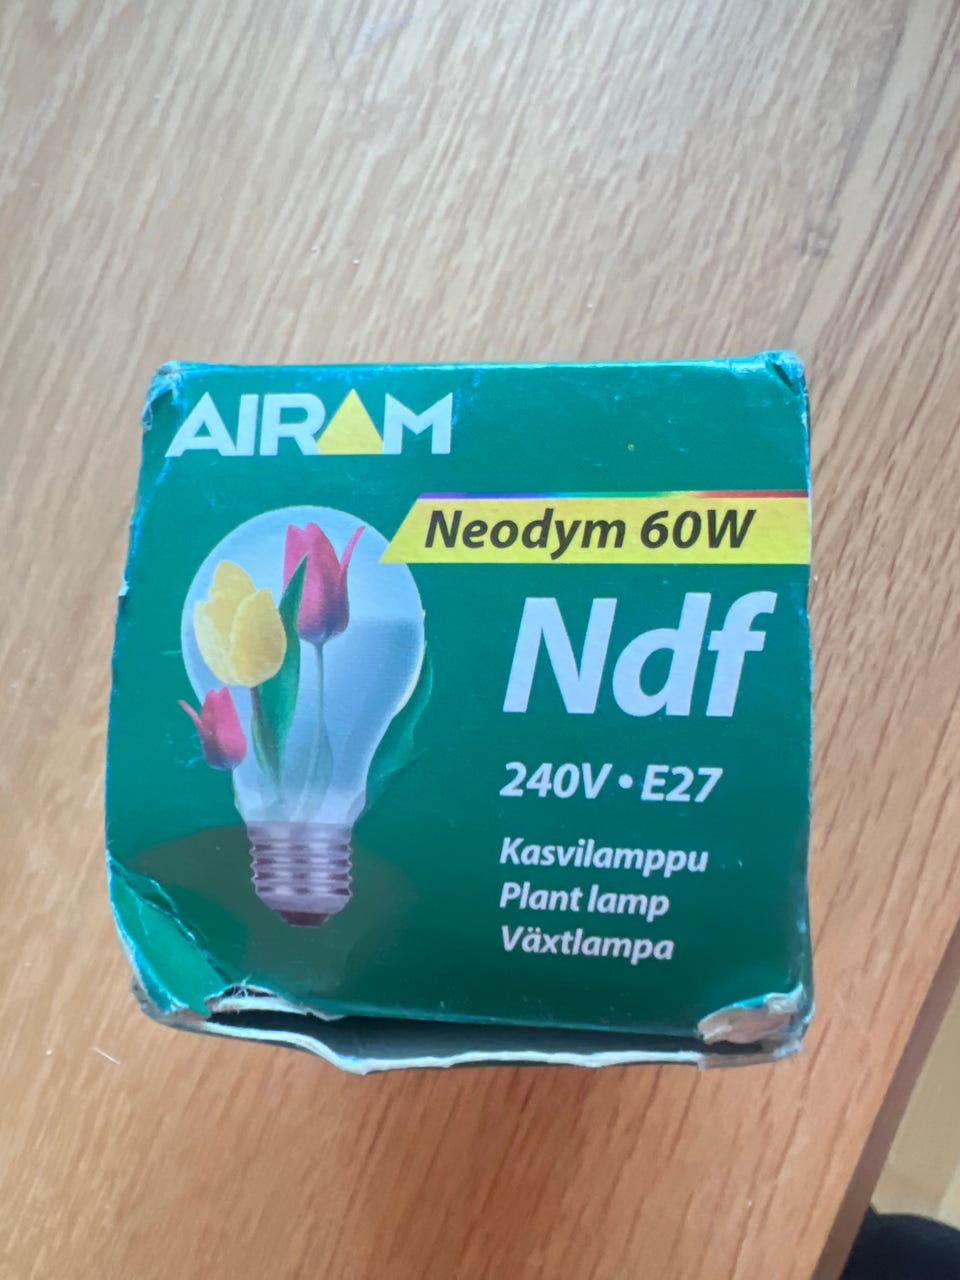 AIRAM
Neodym 60W
Ndf
240V • E27
Kasvilamppu
Plant lamp
Växtlampa